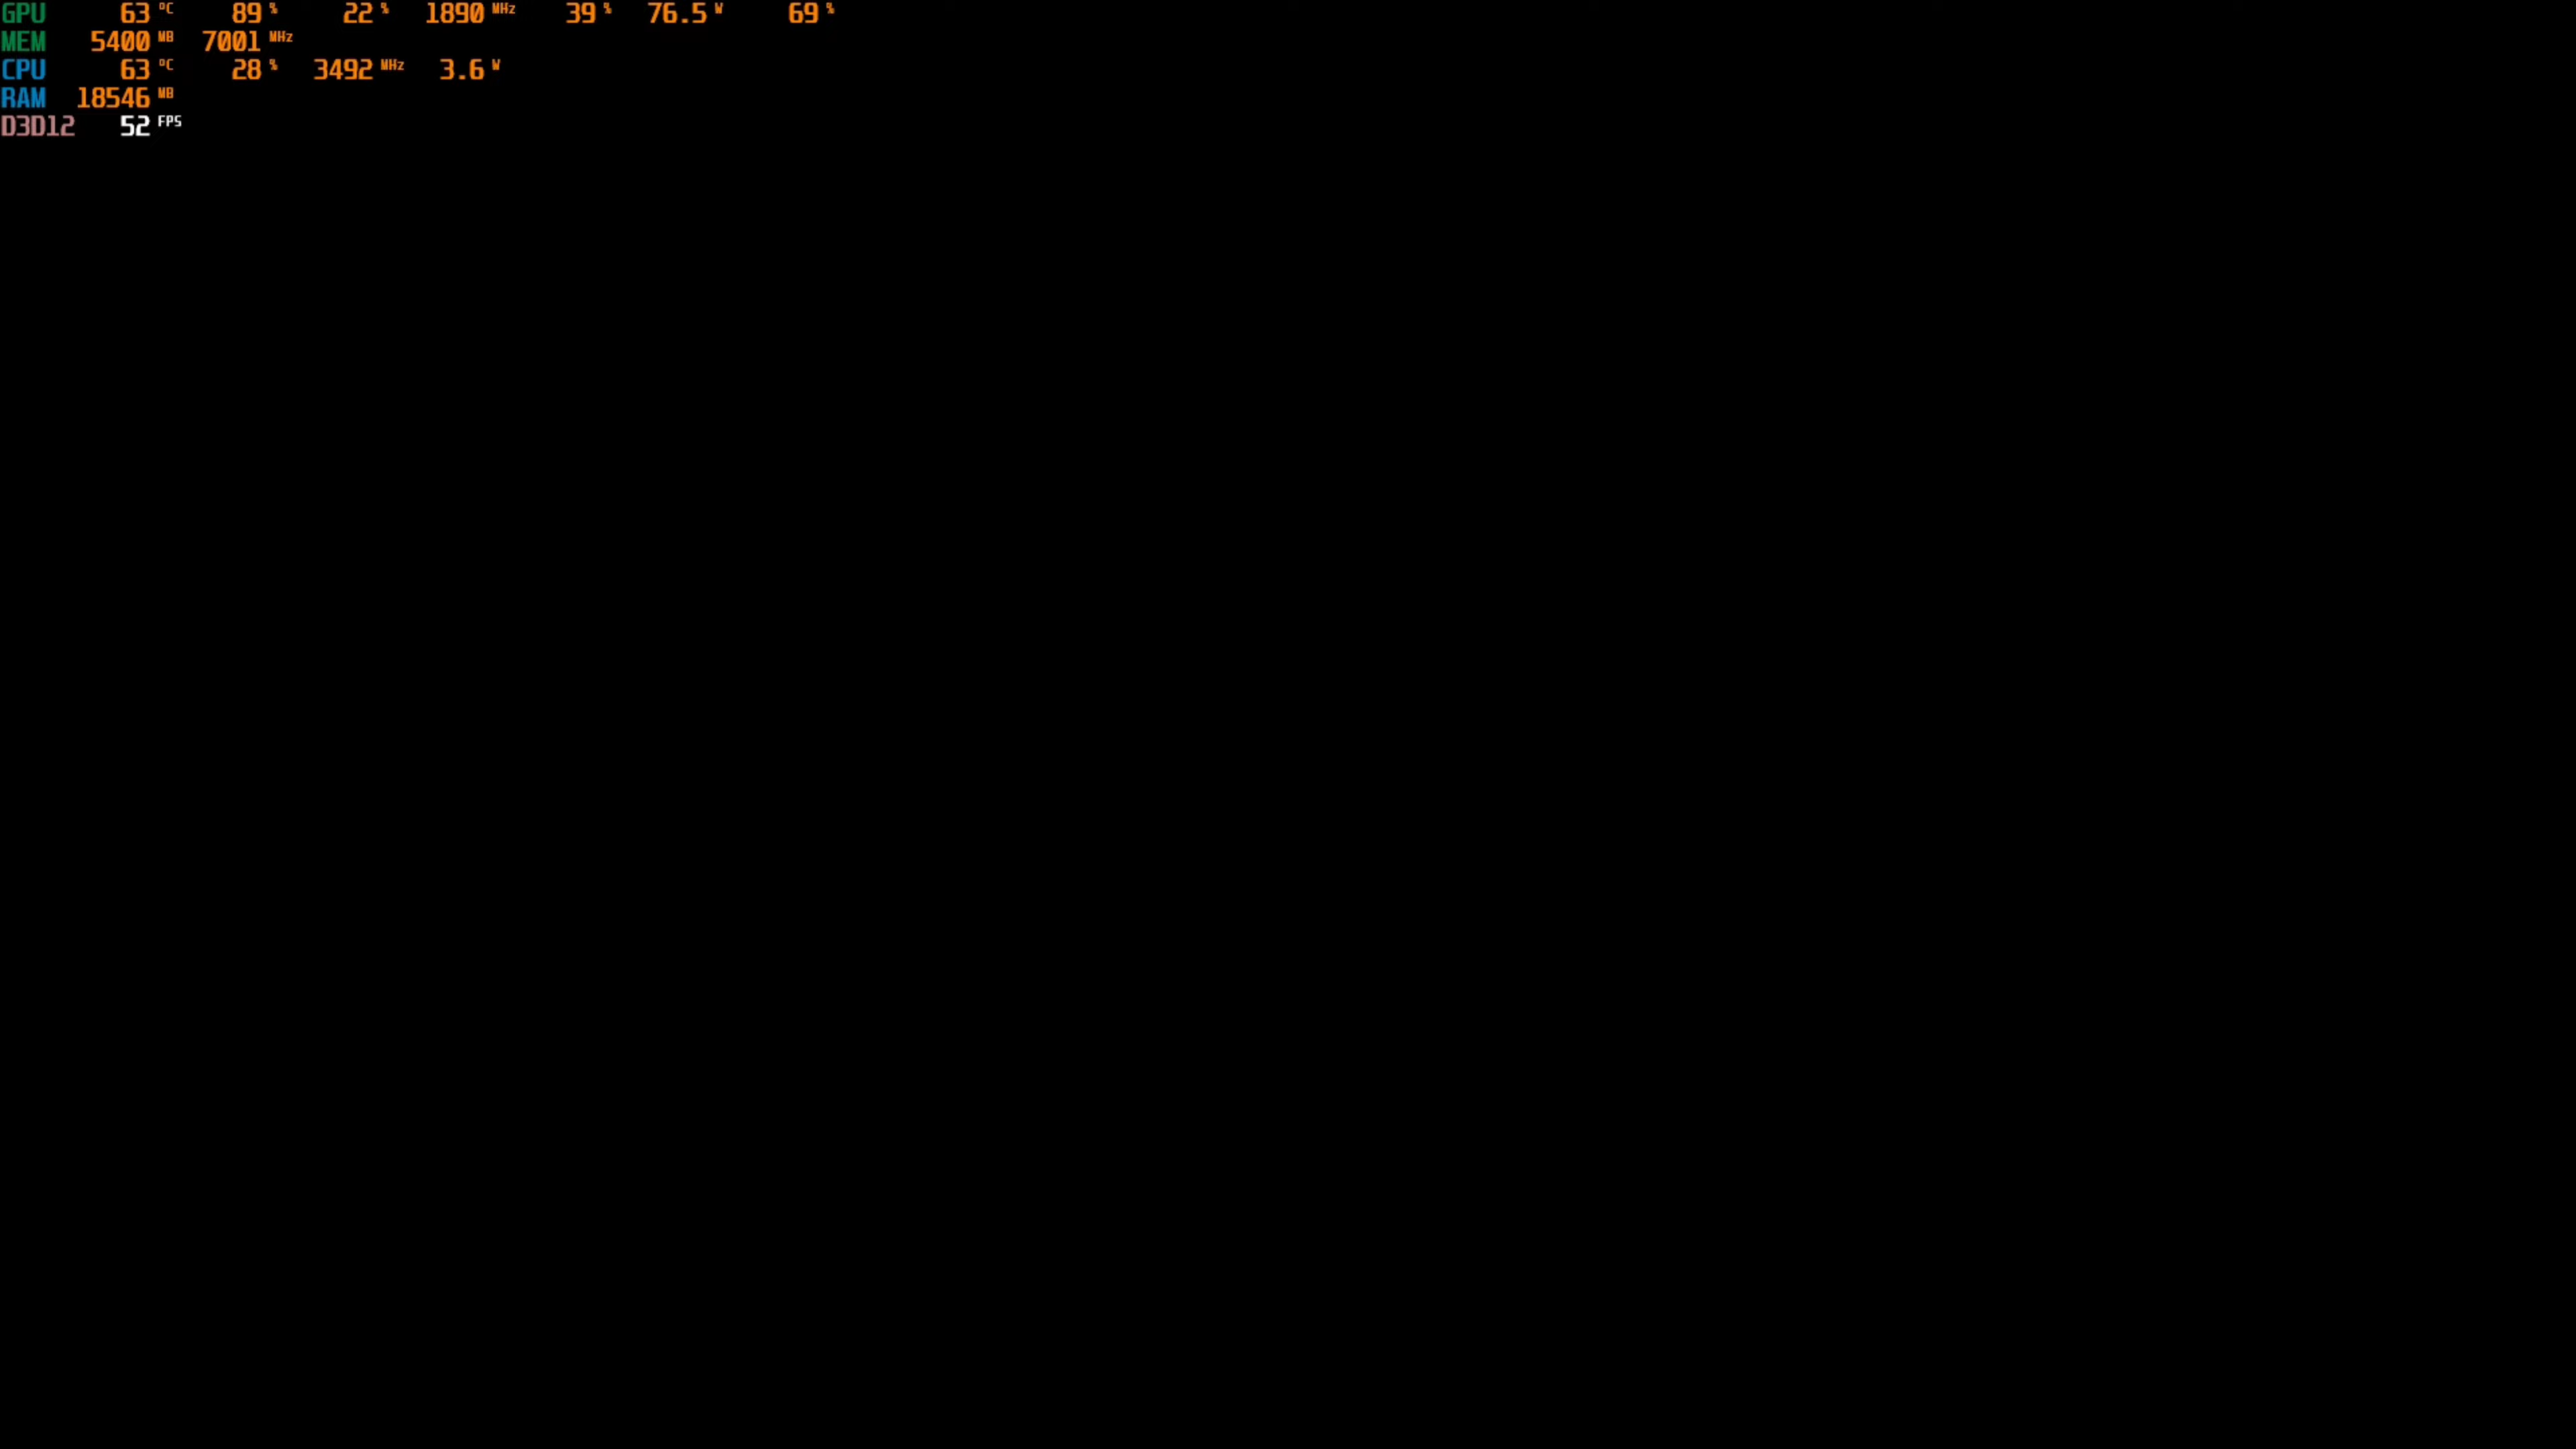 GPU 63 °C 89 % 22 % 1890 MHz 39 % 76.5 W 69 %
MEM 5400 MB 7001 MHz
CPU 63 °C 28 % 3492 MHz 3.6 W
RAM 18546 MB
D3D12 52 FPS